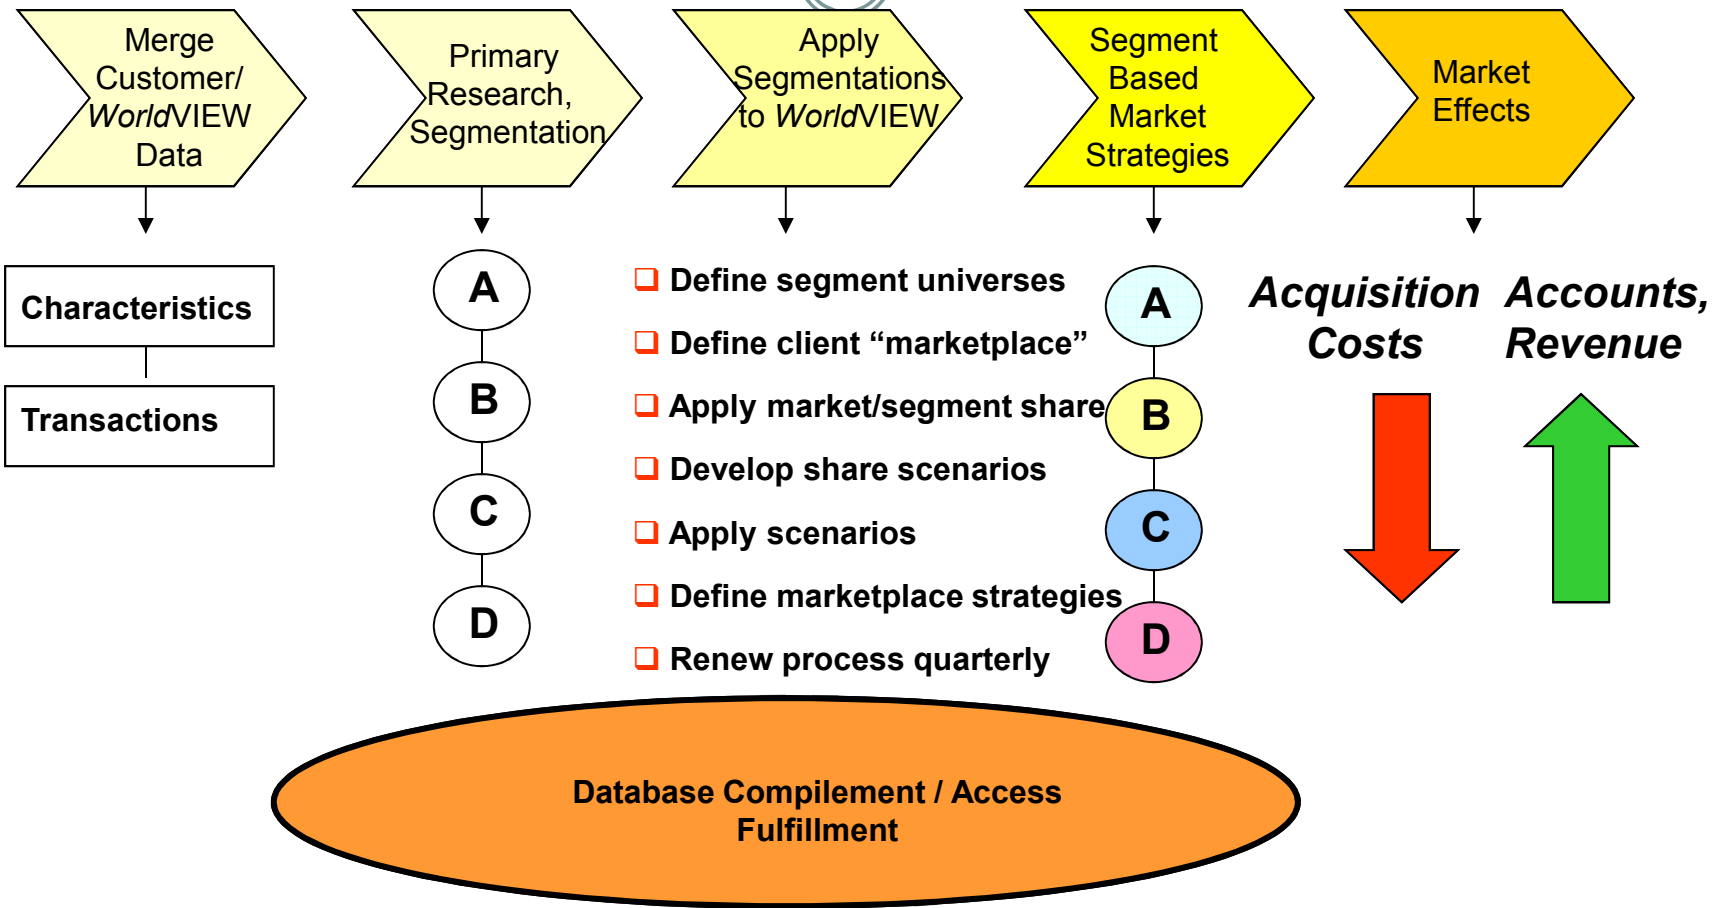 Merge
Customer/
WorldVIEW
Data
Primary
Research,
Segmentation
Apply
Segmentations
to WorldVIEW
Segment
Based
Market
Strategies
Market
Effects
Characteristics
Transactions
A
B
C
D
Define segment universes
Define client “marketplace”
Apply market/segment share
Develop share scenarios
Apply scenarios
Define marketplace strategies
Renew process quarterly
A
B
C
D
Acquisition
Costs
Accounts,
Revenue
Database Compilement / Access
Fulfillment